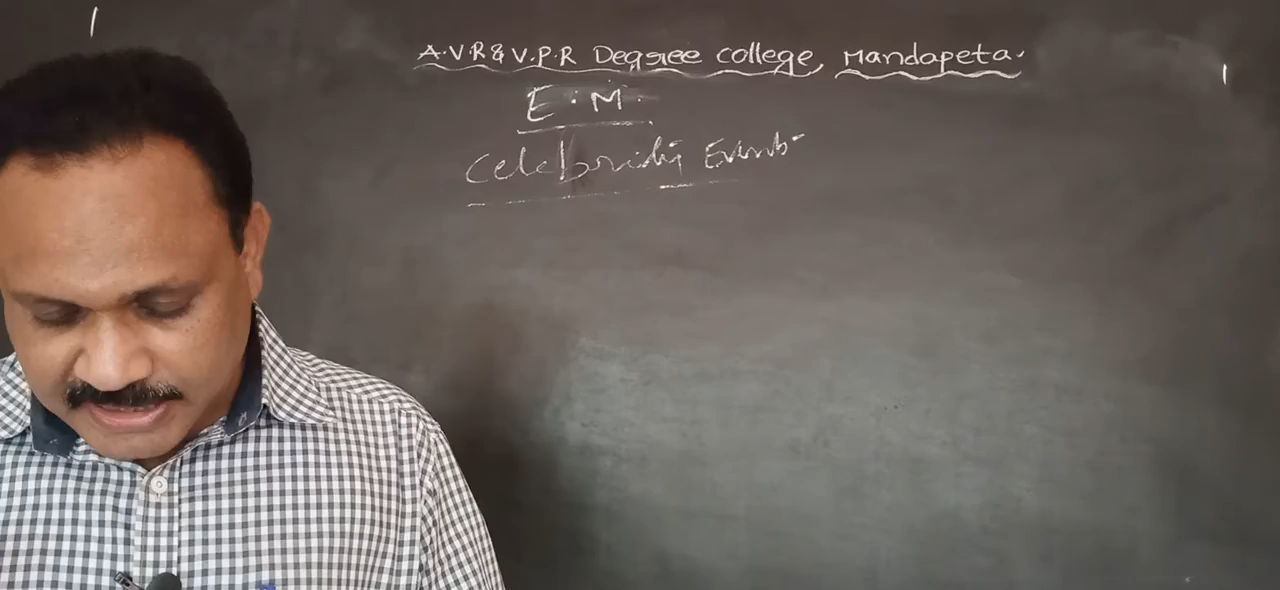 A.V.R & V.P.R Degree college, Mandapeta.
E.M.
Celebrity Events